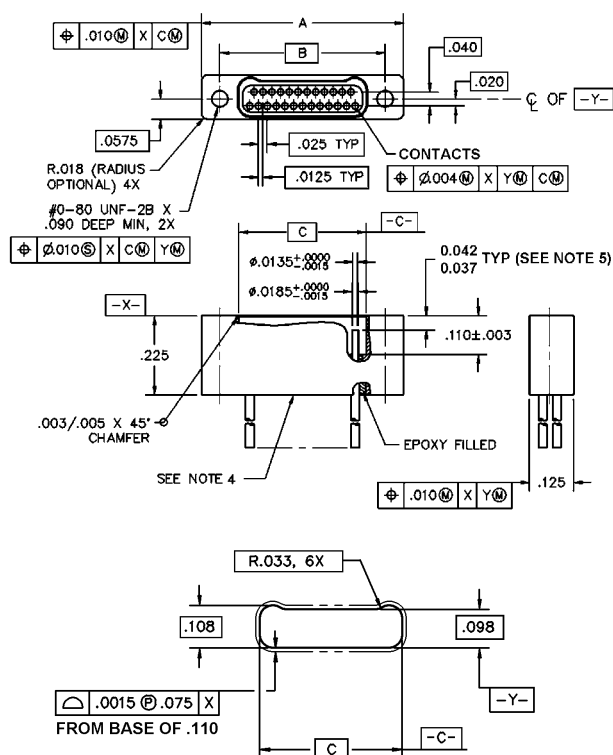 A
⌖ .010Ⓜ X CⓂ
B
.040
.020
℄ OF -Y-
.0575
.025 TYP
CONTACTS
R.018 (RADIUS
OPTIONAL) 4X
.0125 TYP
⌖ Ø.004Ⓜ X YⓂ CⓂ
#0-80 UNF-2B X
.090 DEEP MIN, 2X
⌖ Ø.010Ⓢ X CⓂ YⓂ
C
-C-
Ø.0135+.0000
-.0015
0.042
0.037 TYP (SEE NOTE 5)
Ø.0185+.0000
-.0015
-X-
.225
.110±.003
.003/.005 X 45°
CHAMFER
EPOXY FILLED
SEE NOTE 4
⌖ .010Ⓜ X YⓂ
.125
R.033, 6X
.108
.098
⌓ .0015 Ⓟ .075 X
FROM BASE OF .110
-Y-
C
-C-